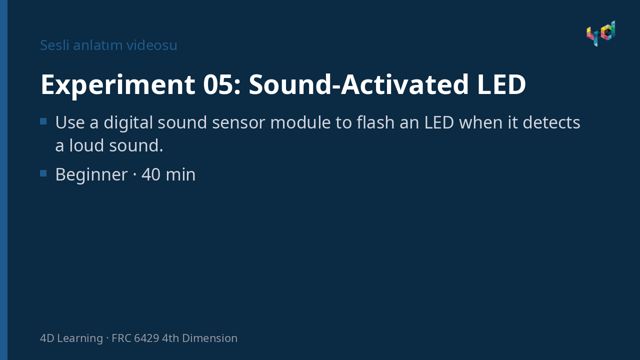 4d
Sesli anlatım videosu
Experiment 05: Sound-Activated LED
Use a digital sound sensor module to flash an LED when it detects
a loud sound.
Beginner · 40 min
4D Learning · FRC 6429 4th Dimension